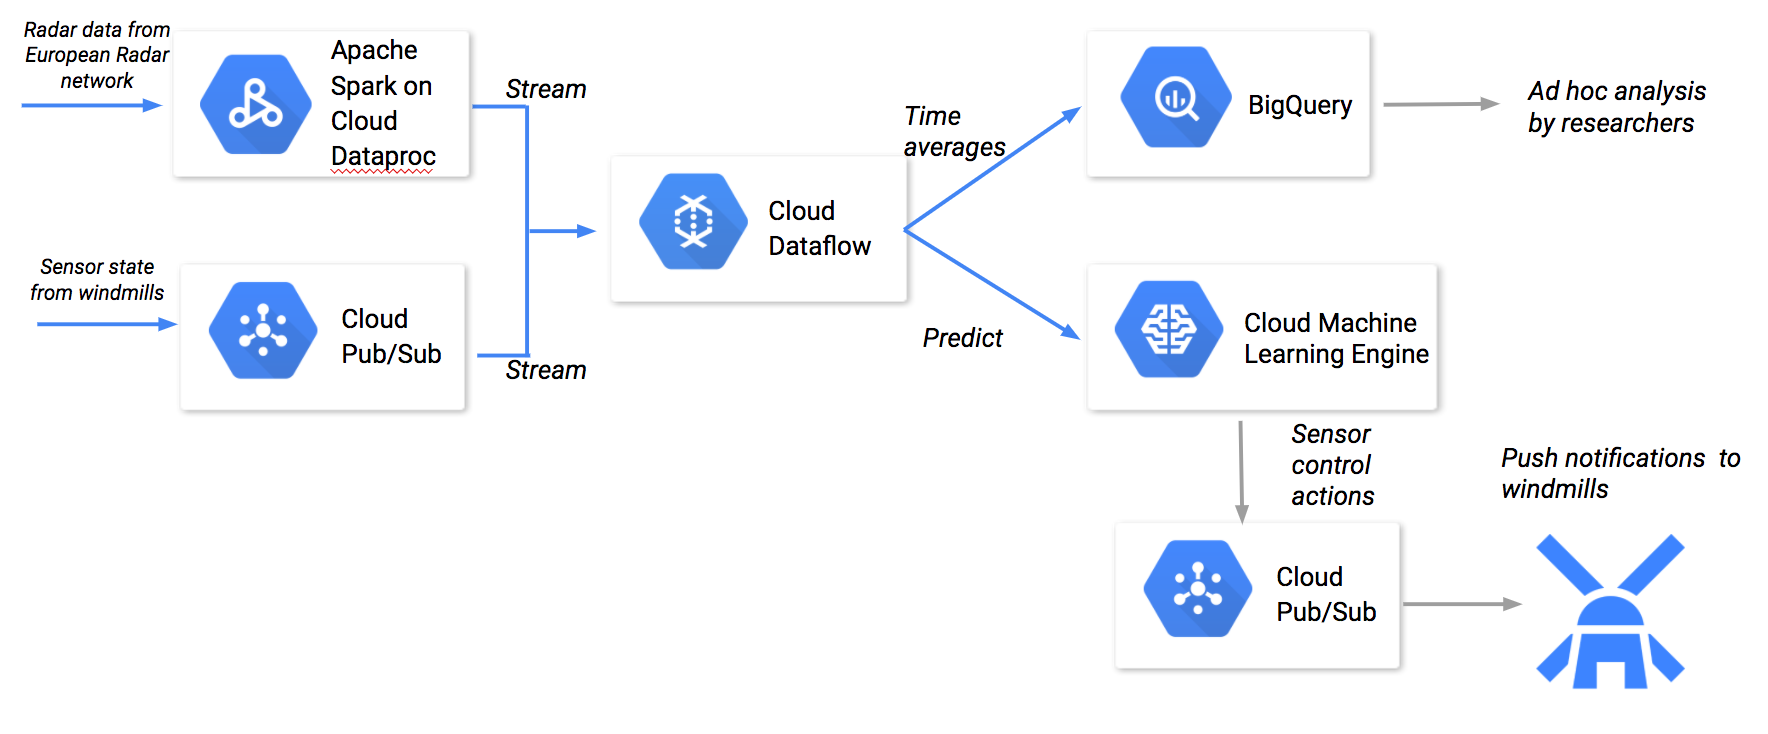 Radar data from
European Radar
network
Apache
Spark on
Cloud
Dataproc
Stream
Sensor state
from windmills
Cloud
Pub/Sub
Stream
Cloud
Dataflow
Time
averages
BigQuery
Ad hoc analysis
by researchers
Predict
Cloud Machine
Learning Engine
Sensor
control
actions
Cloud
Pub/Sub
Push notifications to
windmills